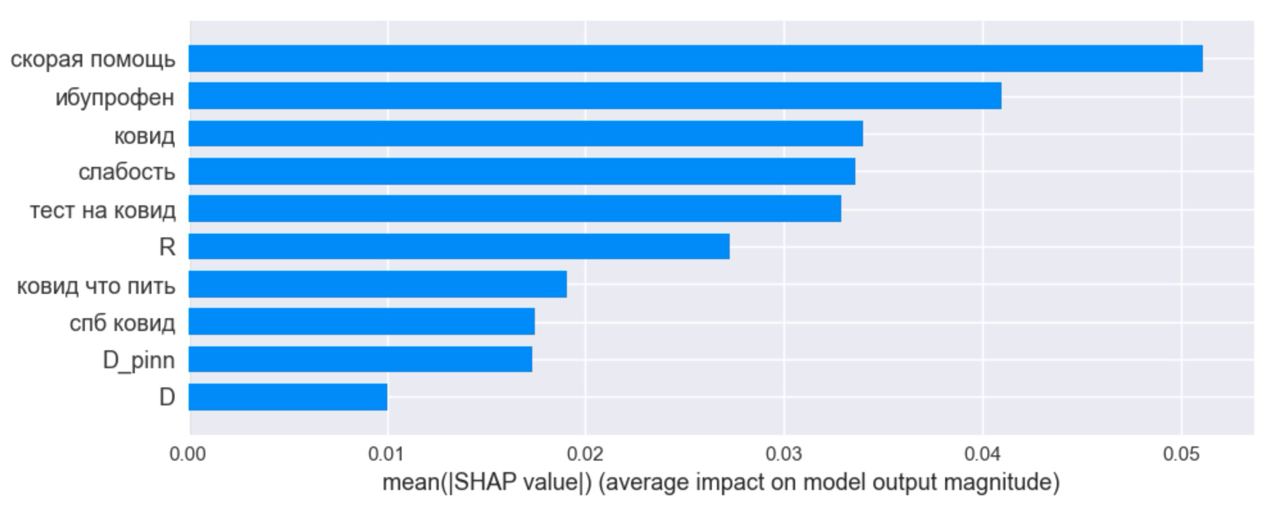 скорая помощь
ибупрофен
ковид
слабость
тест на ковид
R
ковид что пить
спб ковид
D_pinn
D
0.00 0.01 0.02 0.03 0.04 0.05
mean(|SHAP value|) (average impact on model output magnitude)